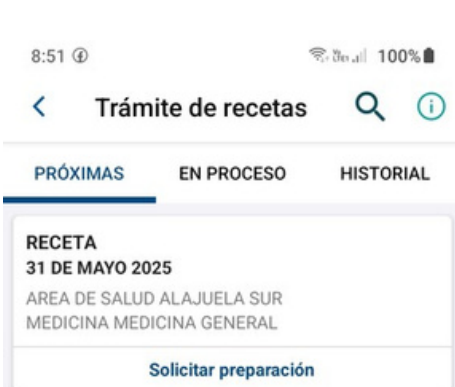 8:51
100%
Trámite de recetas
PRÓXIMAS EN PROCESO HISTORIAL
RECETA
31 DE MAYO 2025
AREA DE SALUD ALAJUELA SUR
MEDICINA MEDICINA GENERAL
Solicitar preparación